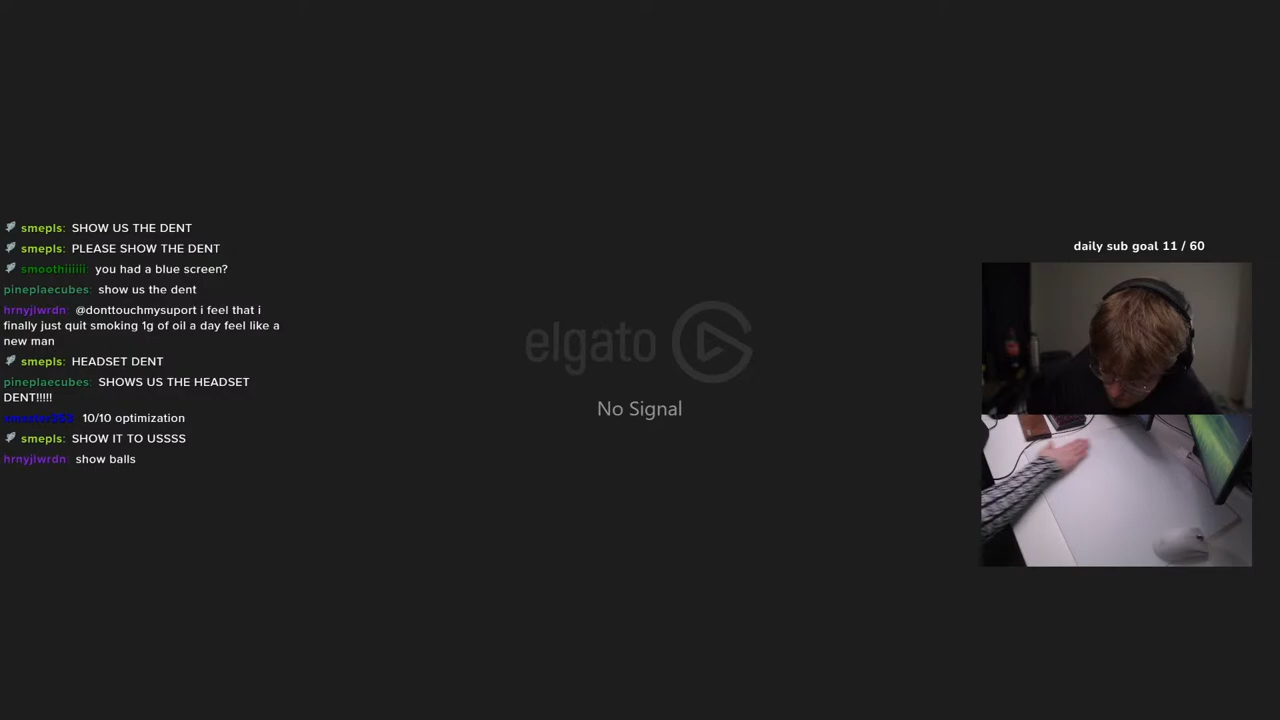 smepls: SHOW US THE DENT
smepls: PLEASE SHOW THE DENT
smoothiiiiii: you had a blue screen?
pineplaecubes: show us the dent
hrnyjlwrdn: @donttouchmysuport i feel that i
finally just quit smoking 1g of oil a day feel like a
new man
smepls: HEADSET DENT
pineplaecubes: SHOWS US THE HEADSET
DENT!!!!!
10/10 optimization
smepls: SHOW IT TO USSSS
hrnyjlwrdn: show balls
elgato
No Signal
daily sub goal 11 / 60